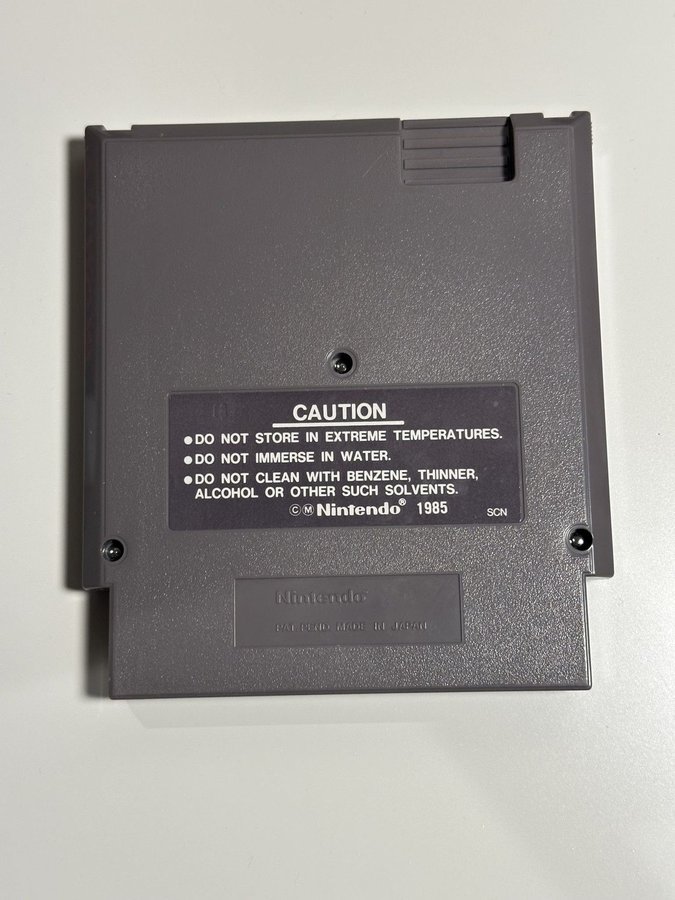 CAUTION
●DO NOT STORE IN EXTREME TEMPERATURES.
●DO NOT IMMERSE IN WATER.
●DO NOT CLEAN WITH BENZENE, THINNER,
ALCOHOL OR OTHER SUCH SOLVENTS.
ⒸⓂNintendo® 1985
SCN
Nintendo
PAT. PEND MADE IN JAPAN